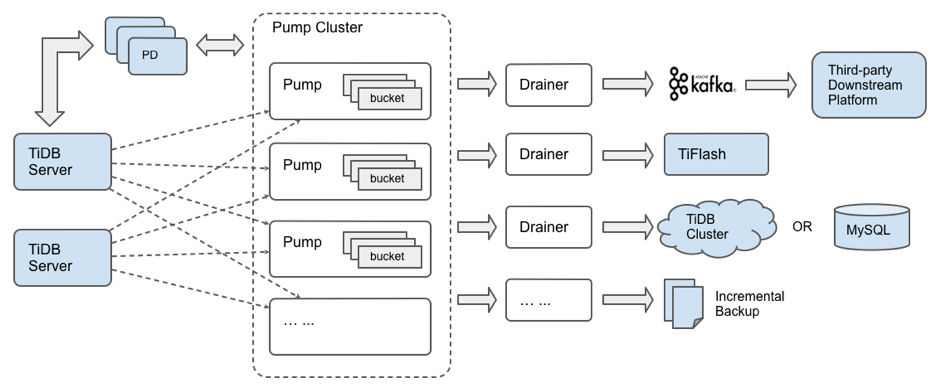 Pump Cluster
PD
Pump
bucket
Drainer
APACHE
kafka
Third-party
Downstream
Platform
TiDB
Server
Pump
bucket
Drainer
TiFlash
TiDB
Server
Pump
bucket
Drainer
TiDB
Cluster
OR
MySQL
... ...
... ...
Incremental
Backup